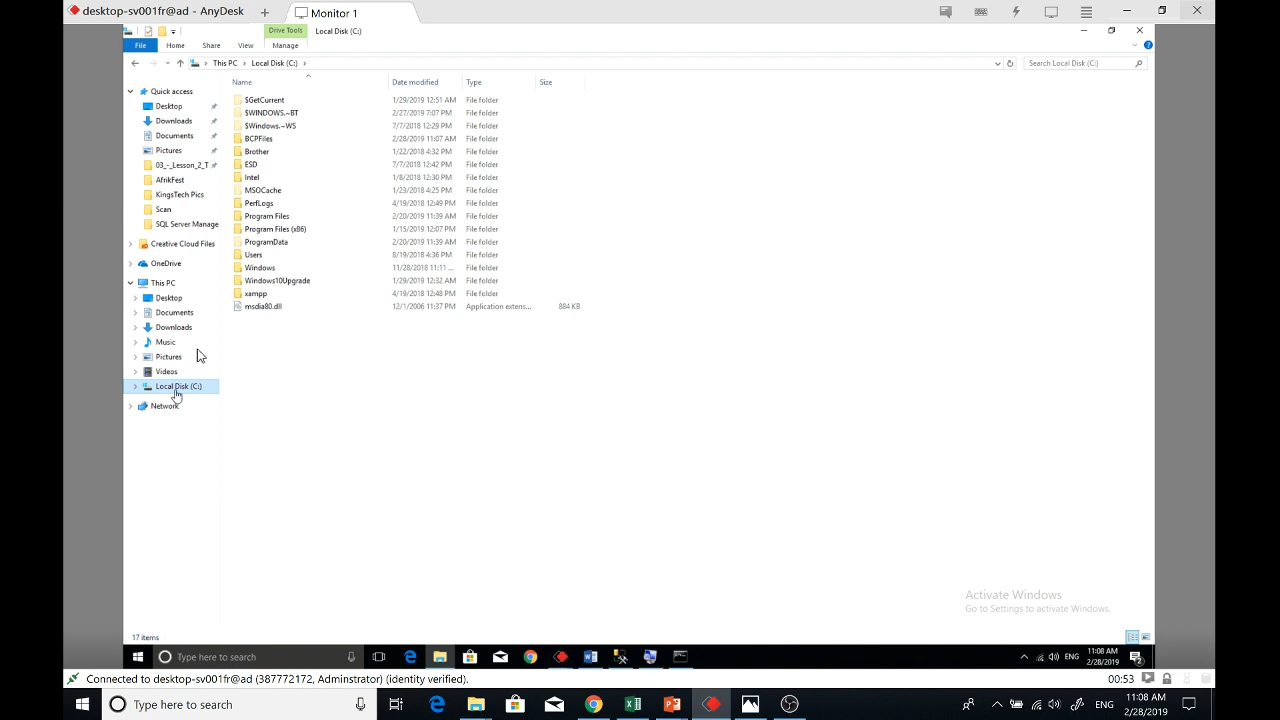 desktop-sv001fr@ad - AnyDesk
Monitor 1
Drive Tools
Local Disk (C:)
File
Home
Share
View
Manage
This PC
Local Disk (C:)
Search Local Disk (C:)
Name
Date modified
Type
Size
Quick access
Desktop
Downloads
Documents
Pictures
03_-_Lesson_2_T
AfrikFest
KingsTech Pics
Scan
SQL Server Manage
Creative Cloud Files
OneDrive
This PC
Desktop
Documents
Downloads
Music
Pictures
Videos
Local Disk (C:)
Network
$GetCurrent 1/29/2019 12:51 AM File folder
$WINDOWS.~BT 2/27/2019 7:07 PM File folder
$Windows.~WS 7/7/2018 12:29 PM File folder
BCPFiles 2/28/2019 11:07 AM File folder
Brother 1/22/2018 4:32 PM File folder
ESD 7/7/2018 12:42 PM File folder
Intel 1/8/2018 12:30 PM File folder
MSOCache 1/23/2018 4:25 PM File folder
PerfLogs 4/19/2018 12:49 PM File folder
Program Files 2/20/2019 11:39 AM File folder
Program Files (x86) 1/15/2019 12:07 PM File folder
ProgramData 2/20/2019 11:39 AM File folder
Users 8/19/2018 4:36 PM File folder
Windows 11/28/2018 11:11 ... File folder
Windows10Upgrade 1/29/2019 12:32 AM File folder
xampp 4/19/2018 12:48 PM File folder
msdia80.dll 12/1/2006 11:37 PM Application extens... 884 KB
Activate Windows
Go to Settings to activate Windows.
17 items
Type here to search
ENG
11:08 AM
2/28/2019
2
Connected to desktop-sv001fr@ad (387772172, Adminstrator) (identity verified).
00:53
Type here to search
ENG
11:08 AM
2/28/2019